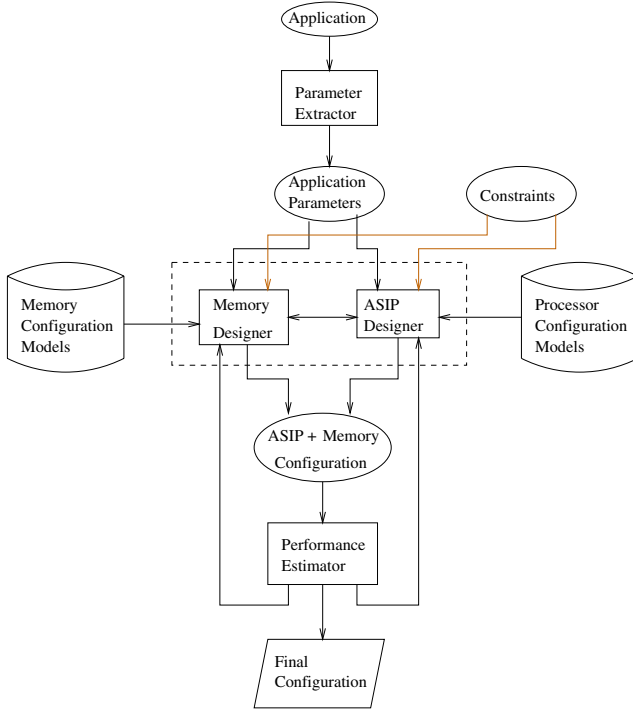 Application
Parameter
Extractor
Application
Parameters
Constraints
Memory
Configuration
Models
Memory
Designer
ASIP
Designer
Processor
Configuration
Models
ASIP + Memory
Configuration
Performance
Estimator
Final
Configuration